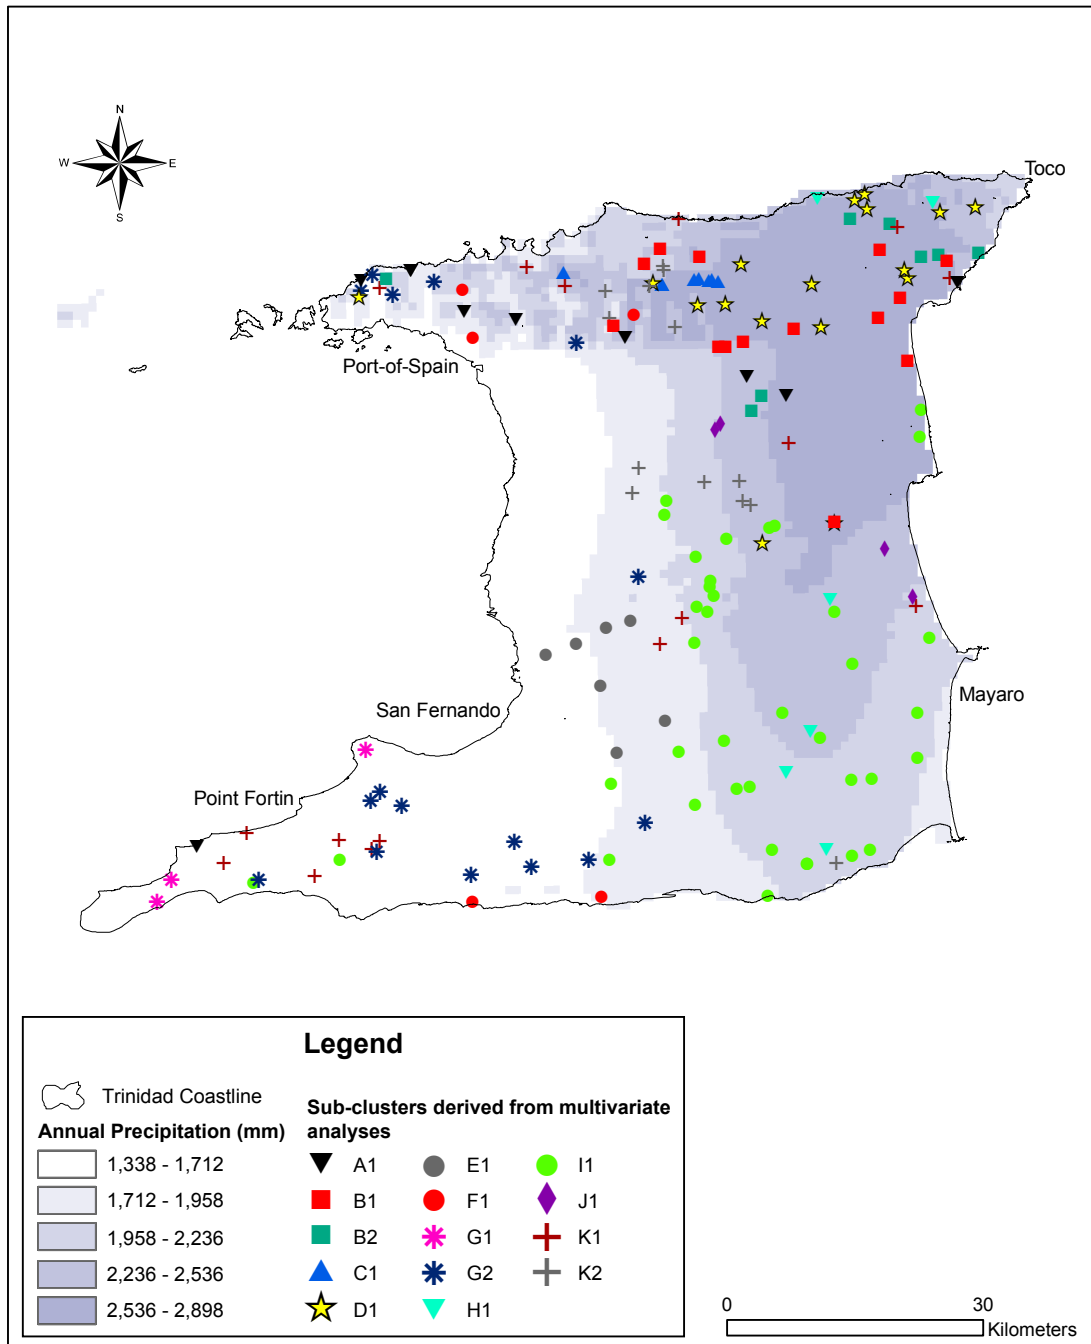 N
W
E
S
Toco
Port-of-Spain
San Fernando
Mayaro
Point Fortin
Legend
Trinidad Coastline
Annual Precipitation (mm)
1,338 - 1,712
1,712 - 1,958
1,958 - 2,236
2,236 - 2,536
2,536 - 2,898
Sub-clusters derived from multivariate
analyses
A1
B1
B2
C1
D1
E1
F1
G1
G2
H1
I1
J1
K1
K2
0
30
Kilometers